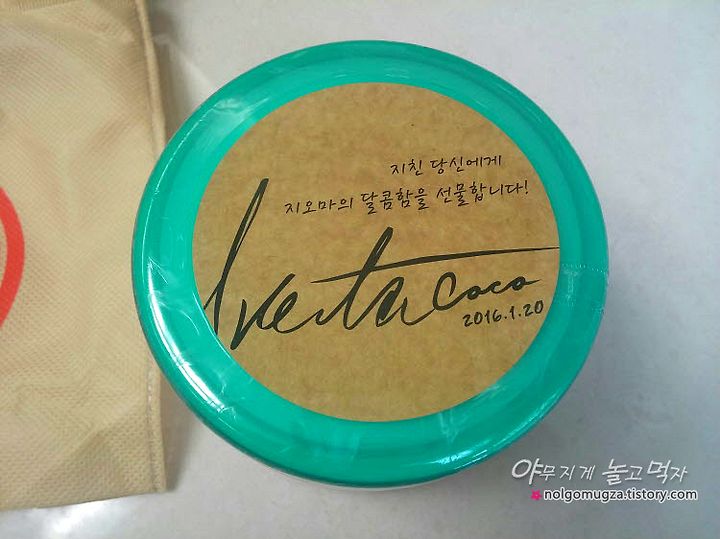 지친 당신에게
지오마의 달콤함을 선물합니다!
coco
2016.1.20
야무지게 놀고먹자
nolgomugza.tistory.com